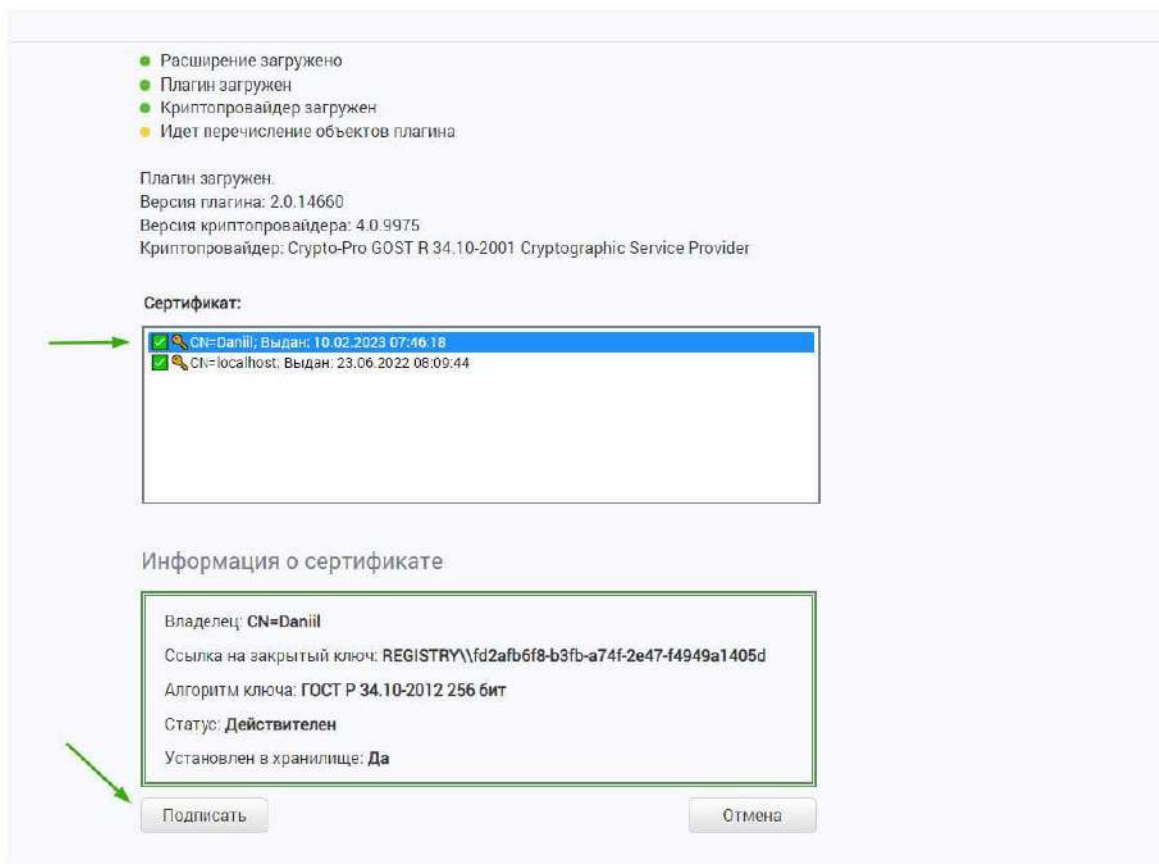 Расширение загружено
Плагин загружен
Криптопровайдер загружен
Идет перечисление объектов плагина
Плагин загружен.
Версия плагина: 2.0.14660
Версия криптопровайдера: 4.0.9975
Криптопровайдер: Crypto-Pro GOST R 34.10-2001 Cryptographic Service Provider
Сертификат:
CN=Daniil; Выдан: 10.02.2023 07:46:18
CN=localhost; Выдан: 23.06.2022 08:09:44
Информация о сертификате
Владелец: CN=Daniil
Ссылка на закрытый ключ: REGISTRY\\fd2afb6f8-b3fb-a74f-2e47-f4949a1405d
Алгоритм ключа: ГОСТ Р 34.10-2012 256 бит
Статус: Действителен
Установлен в хранилище: Да
Подписать Отмена